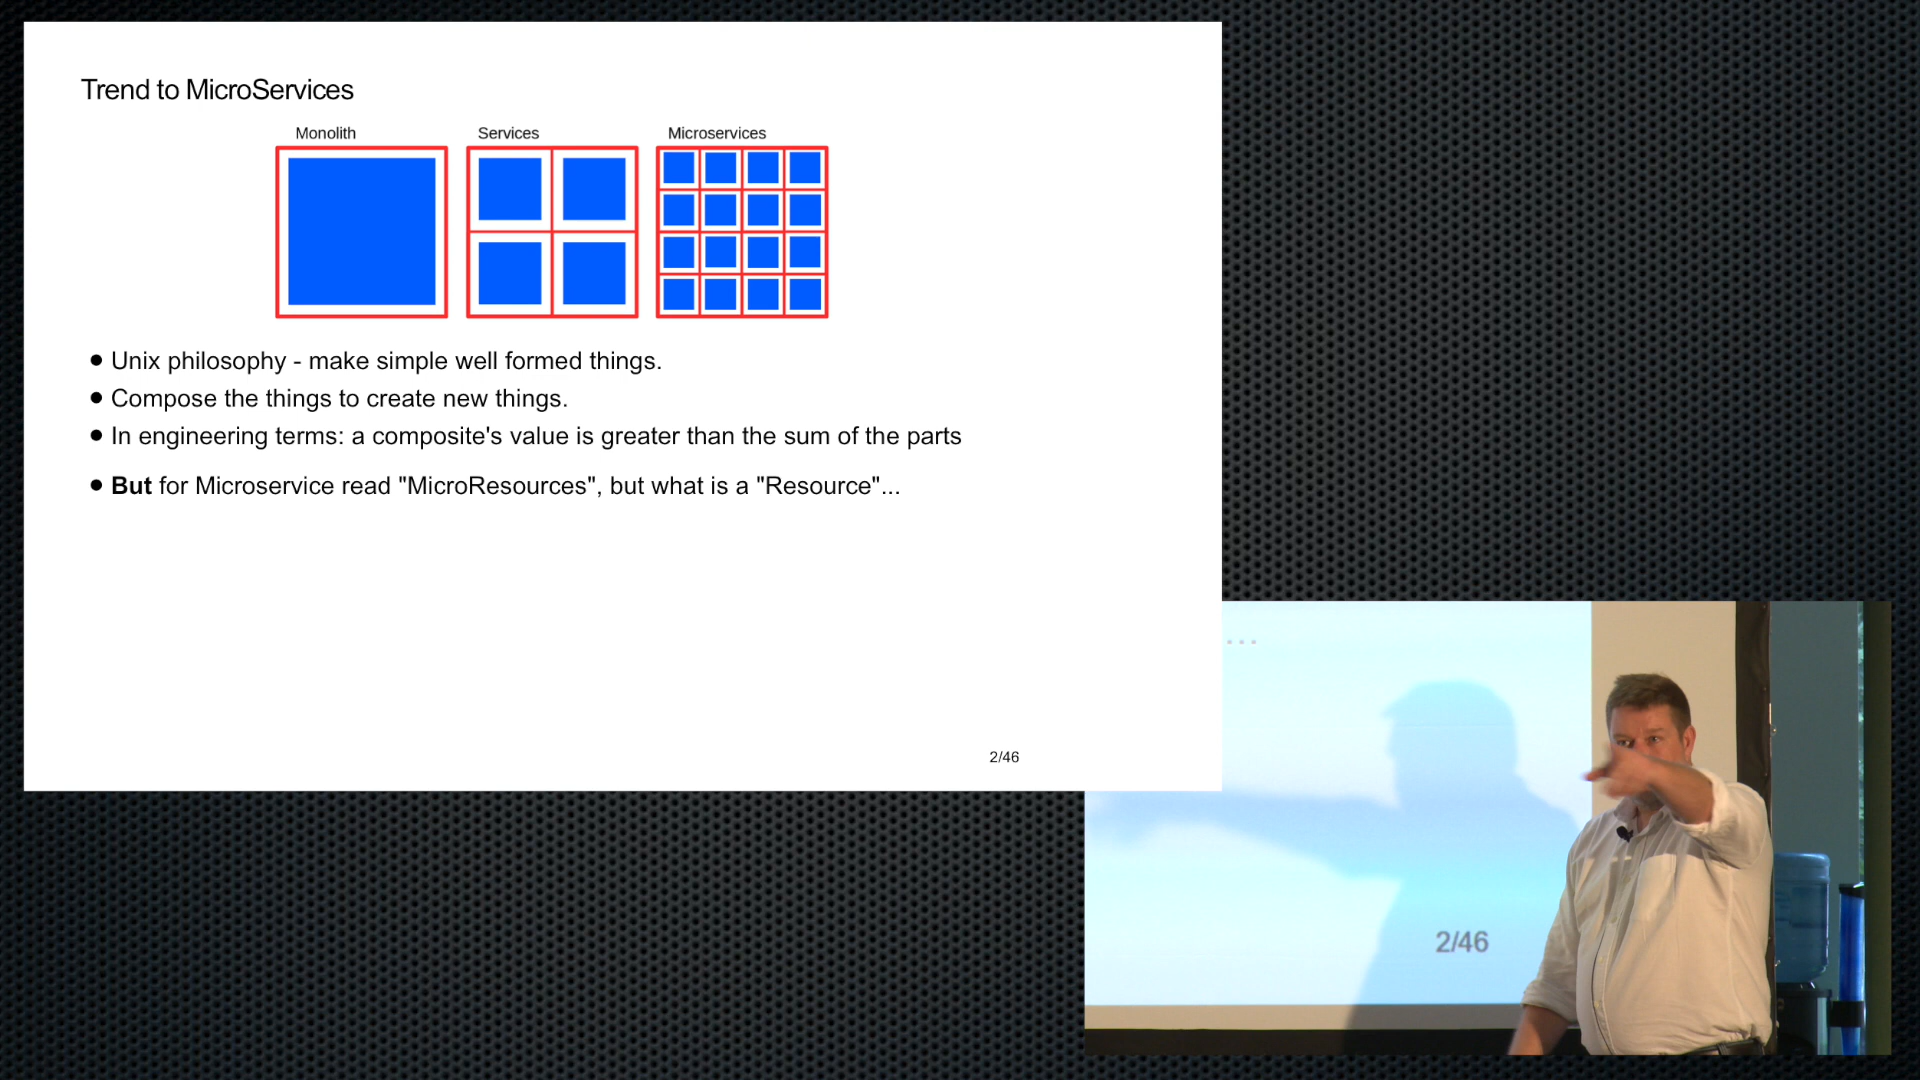 Trend to MicroServices
Monolith
Services
Microservices
● Unix philosophy - make simple well formed things.
● Compose the things to create new things.
● In engineering terms: a composite's value is greater than the sum of the parts
● But for Microservice read "MicroResources", but what is a "Resource"...
2/46
...
2/46